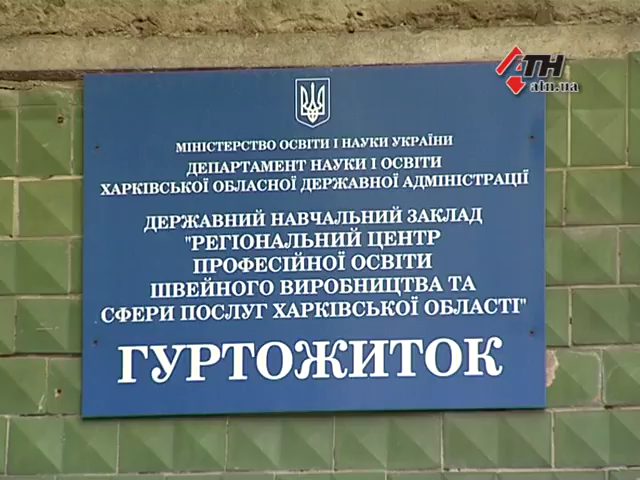 АТН
atn.ua
МІНІСТЕРСТВО ОСВІТИ І НАУКИ УКРАЇНИ
ДЕПАРТАМЕНТ НАУКИ І ОСВІТИ
ХАРКІВСЬКОЇ ОБЛАСНОЇ ДЕРЖАВНОЇ АДМІНІСТРАЦІЇ
ДЕРЖАВНИЙ НАВЧАЛЬНИЙ ЗАКЛАД
"РЕГІОНАЛЬНИЙ ЦЕНТР
ПРОФЕСІЙНОЇ ОСВІТИ
ШВЕЙНОГО ВИРОБНИЦТВА ТА
СФЕРИ ПОСЛУГ ХАРКІВСЬКОЇ ОБЛАСТІ"
ГУРТОЖИТОК